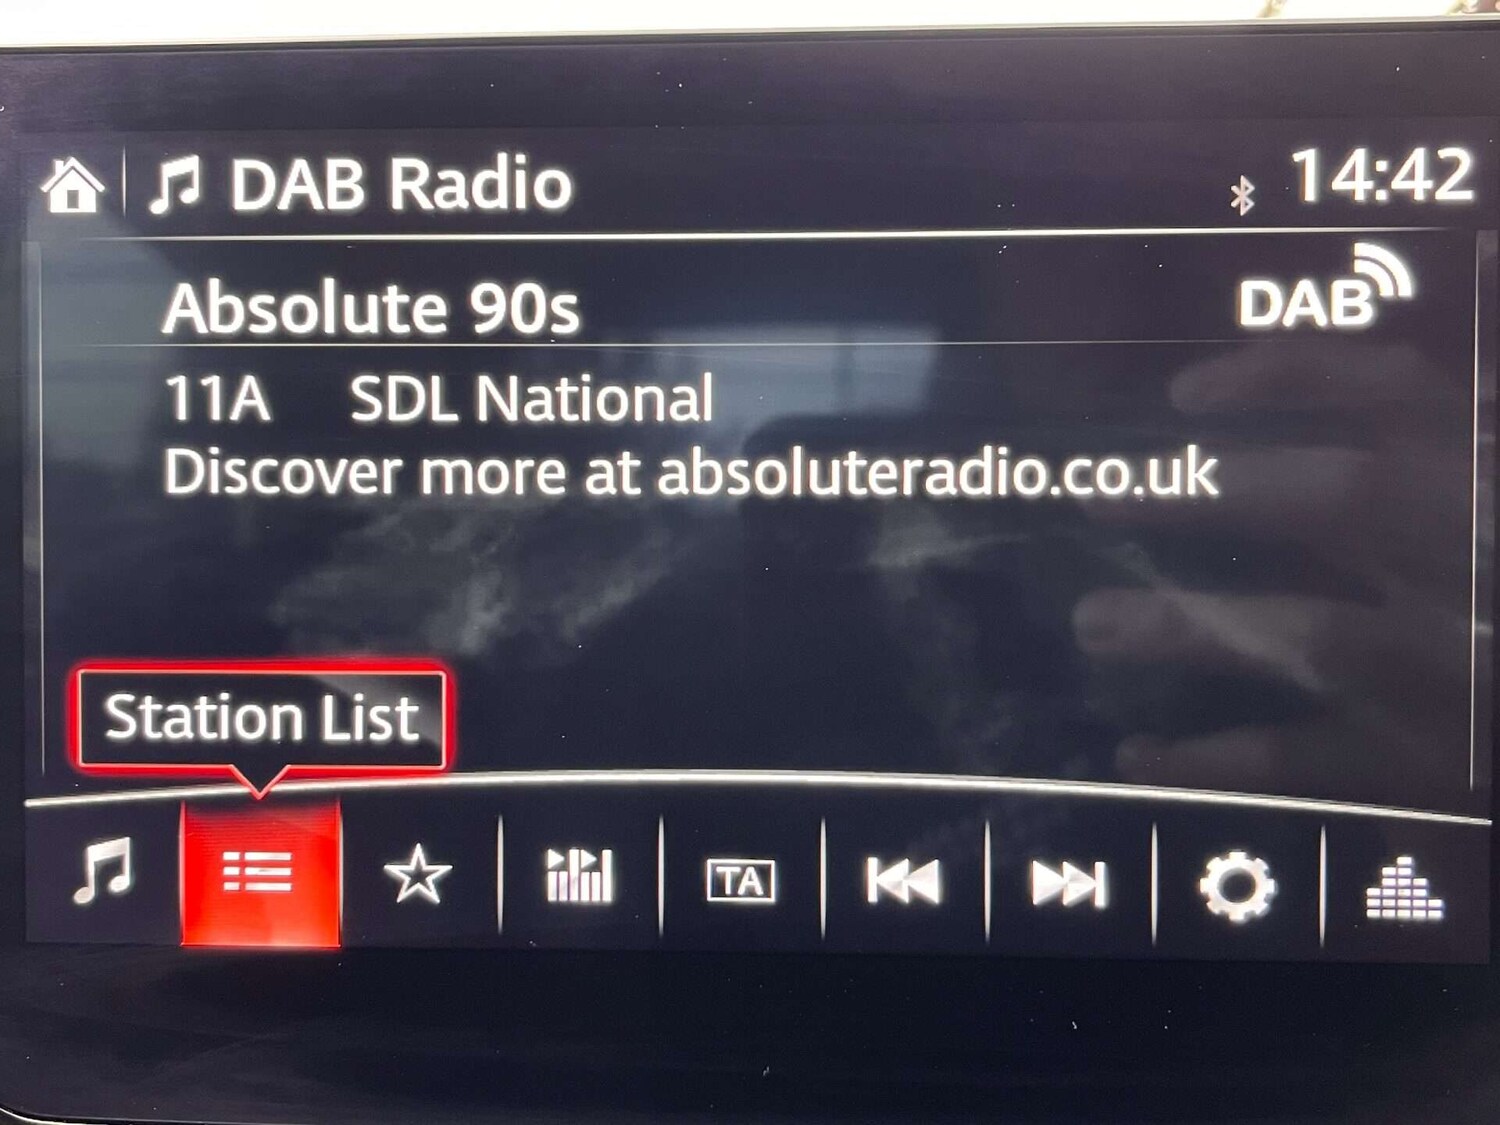 DAB Radio
14:42
Absolute 90s
DAB
11A SDL National
Discover more at absoluteradio.co.uk
Station List
TA